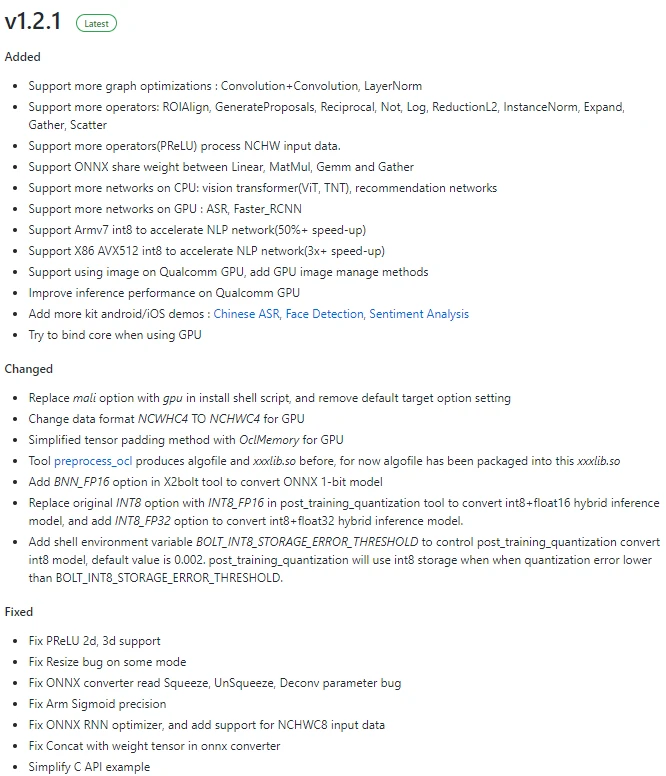 v1.2.1 Latest
Added
Support more graph optimizations : Convolution+Convolution, LayerNorm
Support more operators: ROIAlign, GenerateProposals, Reciprocal, Not, Log, ReductionL2, InstanceNorm, Expand,
Gather, Scatter
Support more operators(PReLU) process NCHW input data.
Support ONNX share weight between Linear, MatMul, Gemm and Gather
Support more networks on CPU: vision transformer(ViT, TNT), recommendation networks
Support more networks on GPU : ASR, Faster_RCNN
Support Armv7 int8 to accelerate NLP network(50%+ speed-up)
Support X86 AVX512 int8 to accelerate NLP network(3x+ speed-up)
Support using image on Qualcomm GPU, add GPU image manage methods
Improve inference performance on Qualcomm GPU
Add more kit android/iOS demos : Chinese ASR, Face Detection, Sentiment Analysis
Try to bind core when using GPU
Changed
Replace mali option with gpu in install shell script, and remove default target option setting
Change data format NCWHC4 TO NCHWC4 for GPU
Simplified tensor padding method with OclMemory for GPU
Tool preprocess_ocl produces algofile and xxxlib.so before, for now algofile has been packaged into this xxxlib.so
Add BNN_FP16 option in X2bolt tool to convert ONNX 1-bit model
Replace original INT8 option with INT8_FP16 in post_training_quantization tool to convert int8+float16 hybrid inference
model, and add INT8_FP32 option to convert int8+float32 hybrid inference model.
Add shell environment variable BOLT_INT8_STORAGE_ERROR_THRESHOLD to control post_training_quantization convert
int8 model, default value is 0.002. post_training_quantization will use int8 storage when when quantization error lower
than BOLT_INT8_STORAGE_ERROR_THRESHOLD.
Fixed
Fix PReLU 2d, 3d support
Fix Resize bug on some mode
Fix ONNX converter read Squeeze, UnSqueeze, Deconv parameter bug
Fix Arm Sigmoid precision
Fix ONNX RNN optimizer, and add support for NCHWC8 input data
Fix Concat with weight tensor in onnx converter
Simplify C API example